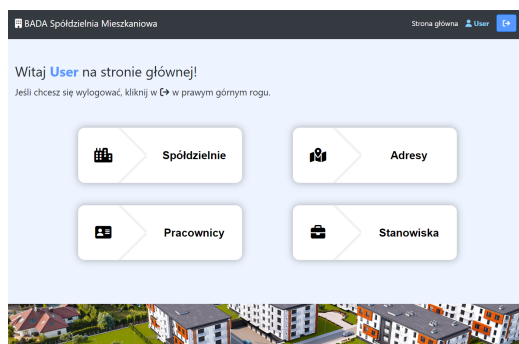 BADA Spółdzielnia Mieszkaniowa
Strona główna User
Witaj User na stronie głównej!
Jeśli chcesz się wylogować, kliknij w w prawym górnym rogu.
Spółdzielnie
Adresy
Pracownicy
Stanowiska